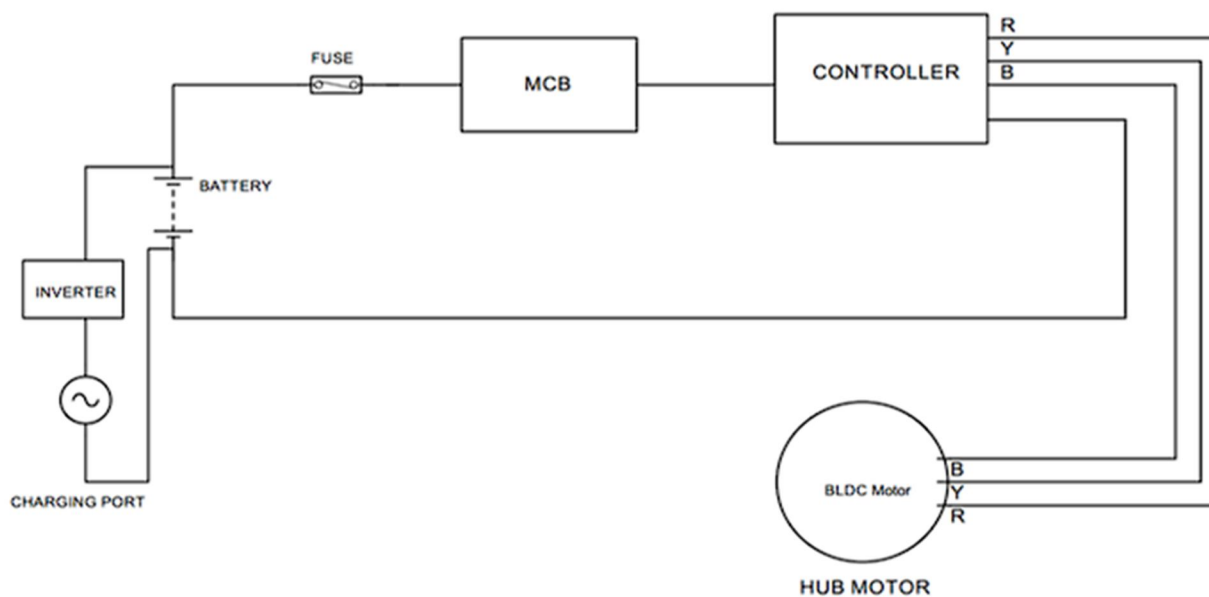 FUSE
MCB
CONTROLLER
R
Y
B
BATTERY
INVERTER
CHARGING PORT
BLDC Motor
B
Y
R
HUB MOTOR